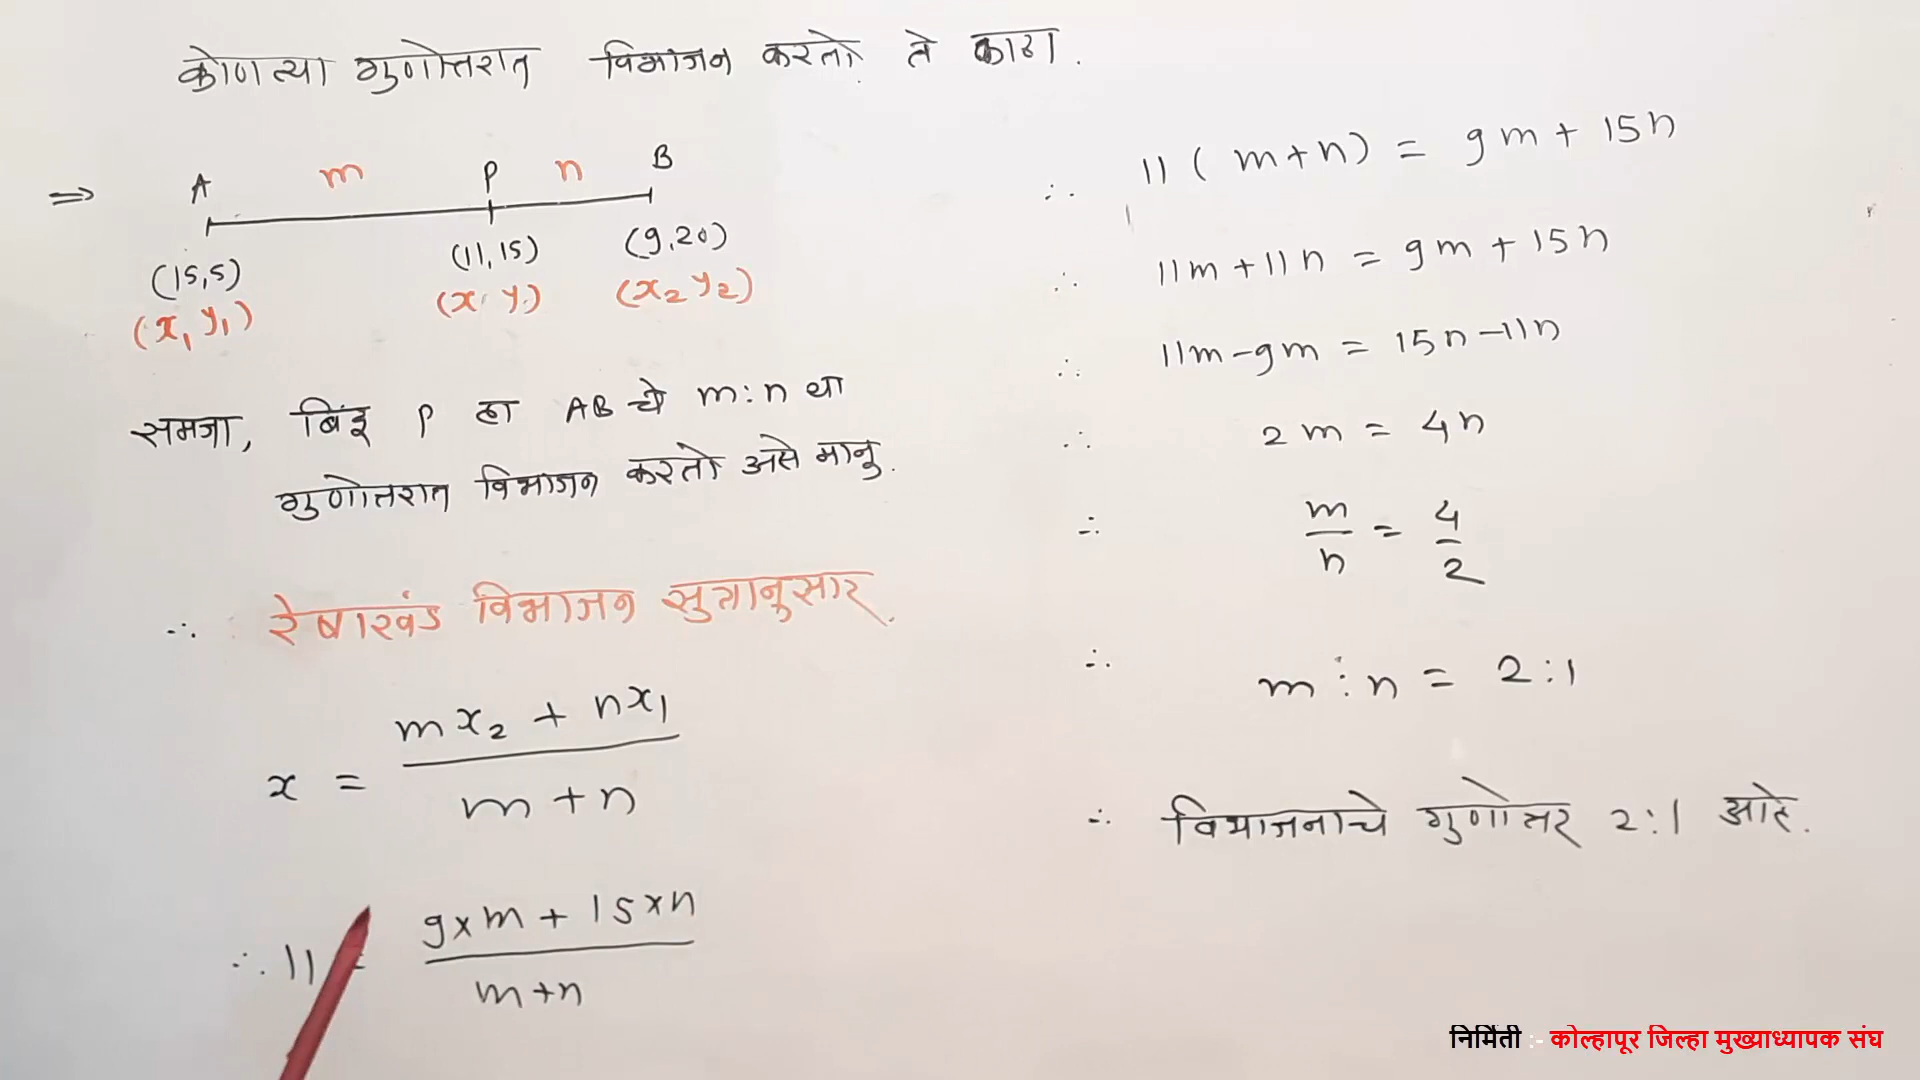 कोणत्या गुणोत्तरात विभाजन करतो ते काढा.
⇒ A m P n B
(15,5) (11,15) (9,20)
(x₁ y₁) (x, y) (x₂ y₂)
समजा, बिंदू P हा AB चे m:n या
गुणोत्तरात विभाजन करतो असे मानु.
∴ रेषाखंड विभाजन सुत्रानुसार,
x = (mx₂ + nx₁) / (m+n)
∴ 11 = (9×m + 15×n) / (m+n)
∴ 11 (m+n) = 9m + 15n
∴ 11m + 11n = 9m + 15n
∴ 11m - 9m = 15n - 11n
∴ 2m = 4n
∴ m/n = 4/2
∴ m:n = 2:1
∴ विभाजनाचे गुणोत्तर 2:1 आहे.
निर्मिती :- कोल्हापूर जिल्हा मुख्याध्यापक संघ